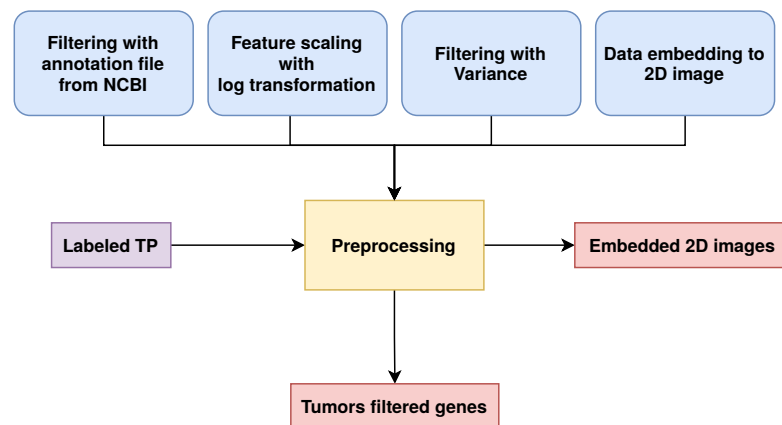 Filtering with
annotation file
from NCBI
Feature scaling
with
log transformation
Filtering with
Variance
Data embedding to
2D image
Labeled TP
Preprocessing
Embedded 2D images
Tumors filtered genes